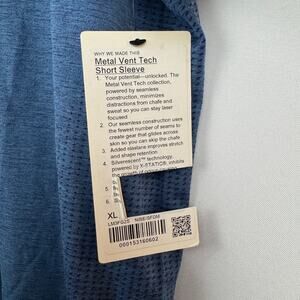 WHY WE MADE THIS
Metal Vent Tech
Short Sleeve
1. Your potential—unlocked. The
Metal Vent Tech collection,
powered by seamless
construction, minimizes
distractions from chafe and
sweat so you can stay laser
focused
2. Our seamless construction uses
the fewest number of seams to
create gear that glides across
skin so you can skip the chafe
3. Added elastane improves stretch
and shape retention
4. Silverescent™ technology,
powered by X-STATIC®, inhibits
the growth of odour
5.
6.
XL
000153160602